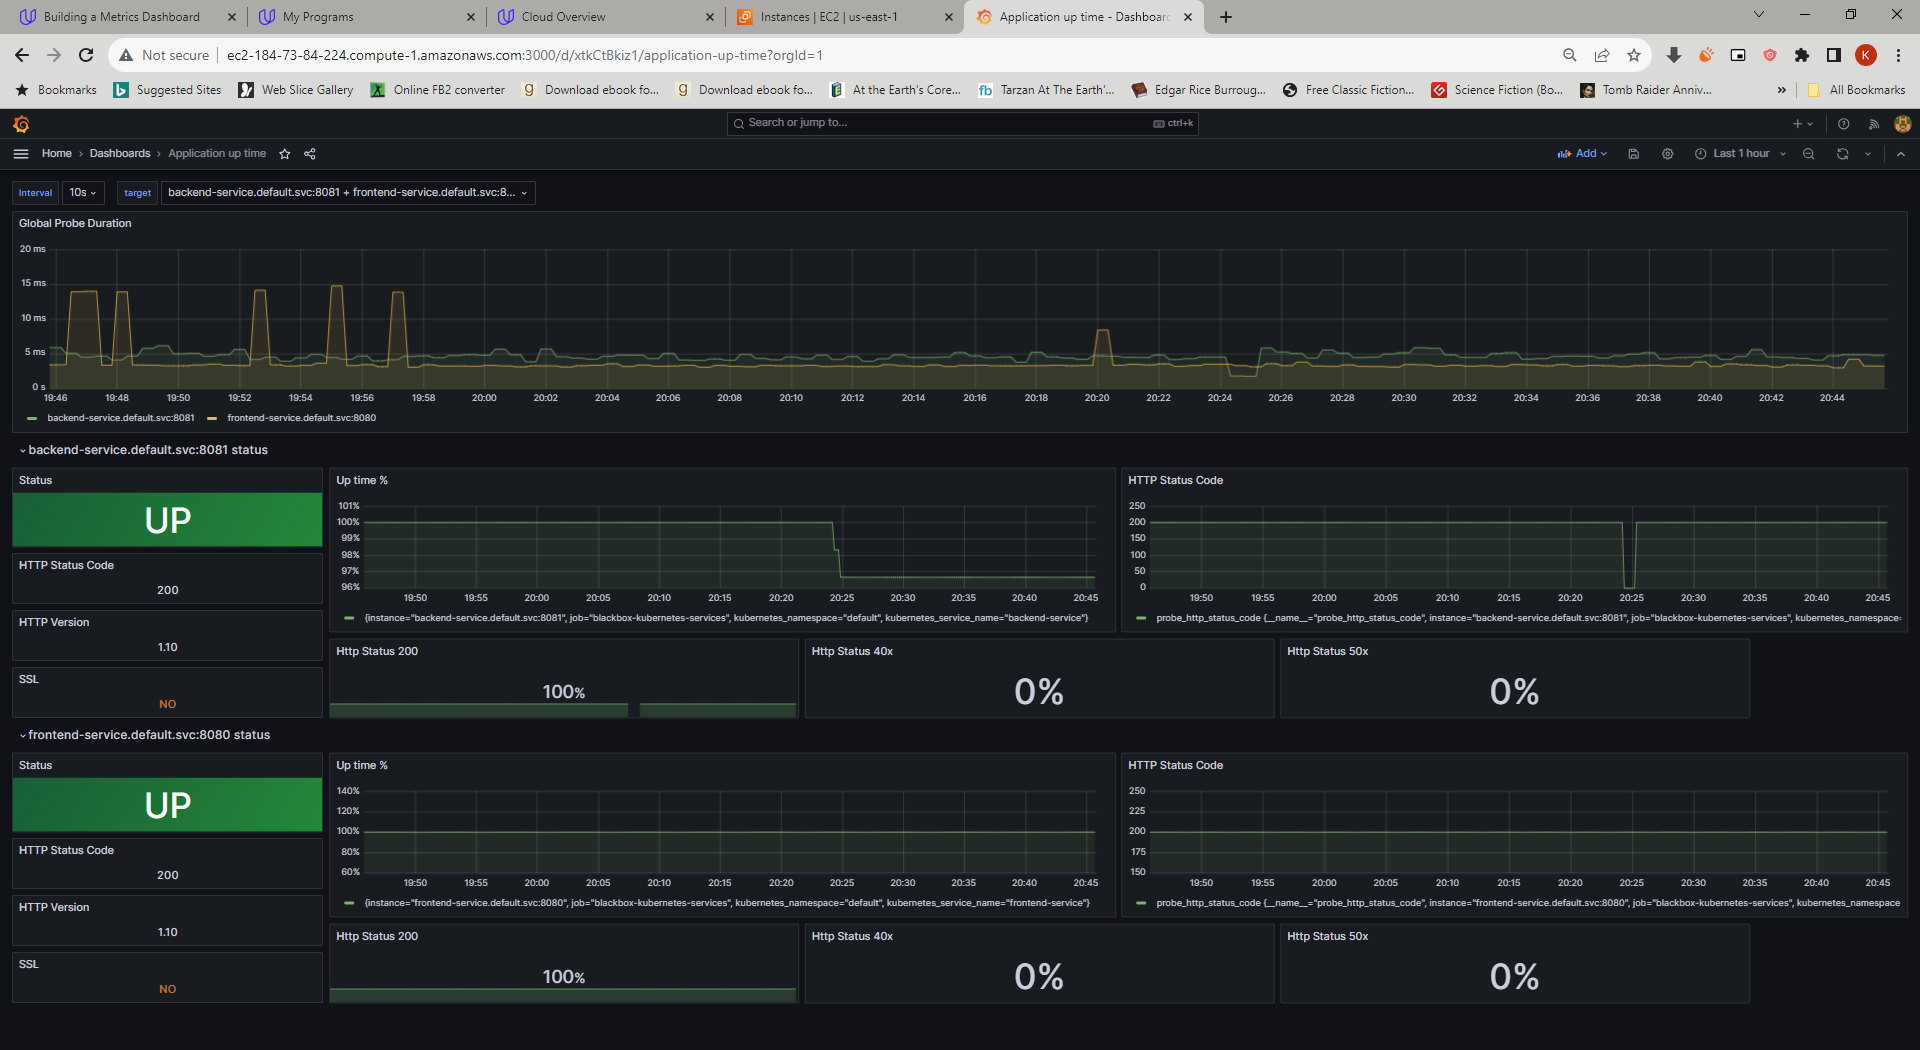 Building a Metrics Dashboard
My Programs
Cloud Overview
Instances | EC2 | us-east-1
Application up time - Dashboard
Not secure
ec2-184-73-84-224.compute-1.amazonaws.com:3000/d/xtkCtBkiz1/application-up-time?orgId=1
K
Bookmarks
Suggested Sites
Web Slice Gallery
Online FB2 converter
Download ebook fo...
Download ebook fo...
At the Earth's Core...
fb Tarzan At The Earth'...
Edgar Rice Burroug...
Free Classic Fiction...
Science Fiction (Bo...
Tomb Raider Anniv...
»
All Bookmarks
Search or jump to...
ctrl+k
Home › Dashboards › Application up time
Add
Last 1 hour
Interval 10s
target backend-service.default.svc:8081 + frontend-service.default.svc:8...
Global Probe Duration
20 ms
15 ms
10 ms
5 ms
0 s
19:46 19:48 19:50 19:52 19:54 19:56 19:58 20:00 20:02 20:04 20:06 20:08 20:10 20:12 20:14 20:16 20:18 20:20 20:22 20:24 20:26 20:28 20:30 20:32 20:34 20:36 20:38 20:40 20:42 20:44
backend-service.default.svc:8081 frontend-service.default.svc:8080
backend-service.default.svc:8081 status
Status
UP
HTTP Status Code
200
HTTP Version
1.10
SSL
NO
Up time %
101%
100%
99%
98%
97%
96%
19:50 19:55 20:00 20:05 20:10 20:15 20:20 20:25 20:30 20:35 20:40 20:45
{instance="backend-service.default.svc:8081", job="blackbox-kubernetes-services", kubernetes_namespace="default", kubernetes_service_name="backend-service"}
HTTP Status Code
250
200
150
100
50
0
19:50 19:55 20:00 20:05 20:10 20:15 20:20 20:25 20:30 20:35 20:40 20:45
probe_http_status_code {__name__="probe_http_status_code", instance="backend-service.default.svc:8081", job="blackbox-kubernetes-services", kubernetes_namespace=
Http Status 200
100%
Http Status 40x
0%
Http Status 50x
0%
frontend-service.default.svc:8080 status
Status
UP
HTTP Status Code
200
HTTP Version
1.10
SSL
NO
Up time %
140%
120%
100%
80%
60%
19:50 19:55 20:00 20:05 20:10 20:15 20:20 20:25 20:30 20:35 20:40 20:45
{instance="frontend-service.default.svc:8080", job="blackbox-kubernetes-services", kubernetes_namespace="default", kubernetes_service_name="frontend-service"}
HTTP Status Code
250
225
200
175
150
19:50 19:55 20:00 20:05 20:10 20:15 20:20 20:25 20:30 20:35 20:40 20:45
probe_http_status_code {__name__="probe_http_status_code", instance="frontend-service.default.svc:8080", job="blackbox-kubernetes-services", kubernetes_namespace
Http Status 200
100%
Http Status 40x
0%
Http Status 50x
0%